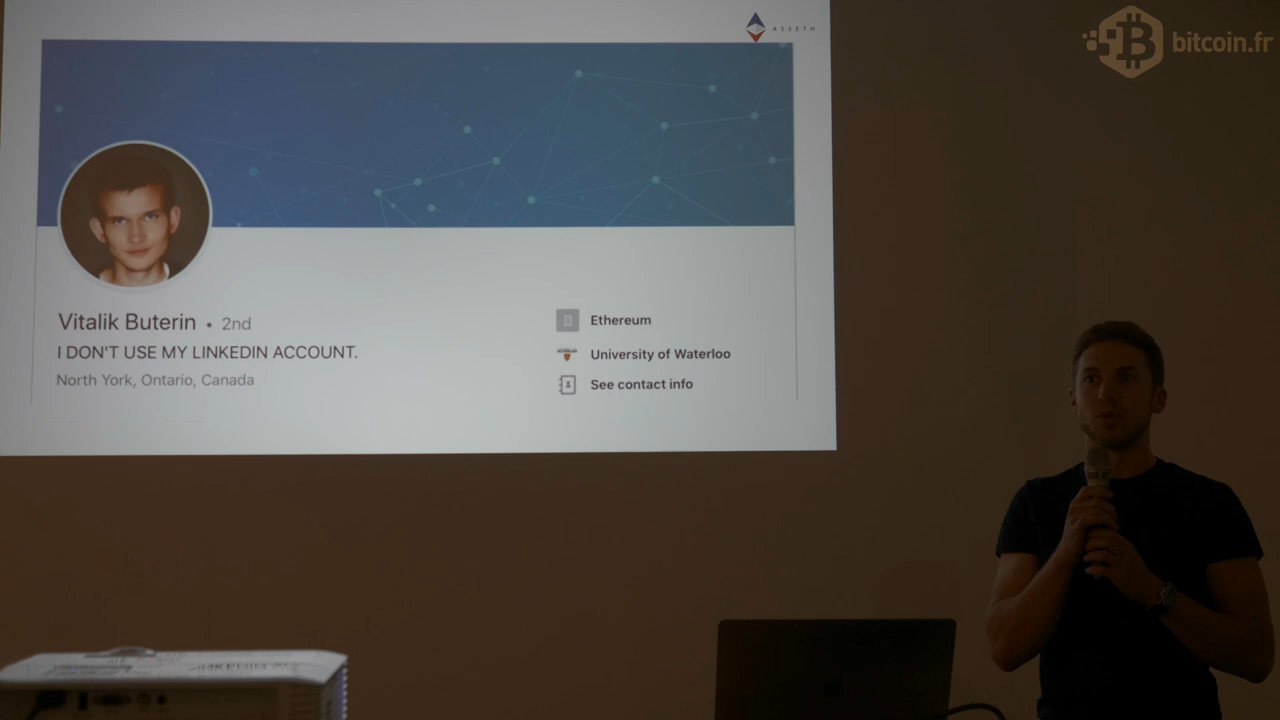 ASSETH
bitcoin.fr
Vitalik Buterin • 2nd
I DON'T USE MY LINKEDIN ACCOUNT.
North York, Ontario, Canada
Ethereum
University of Waterloo
See contact info